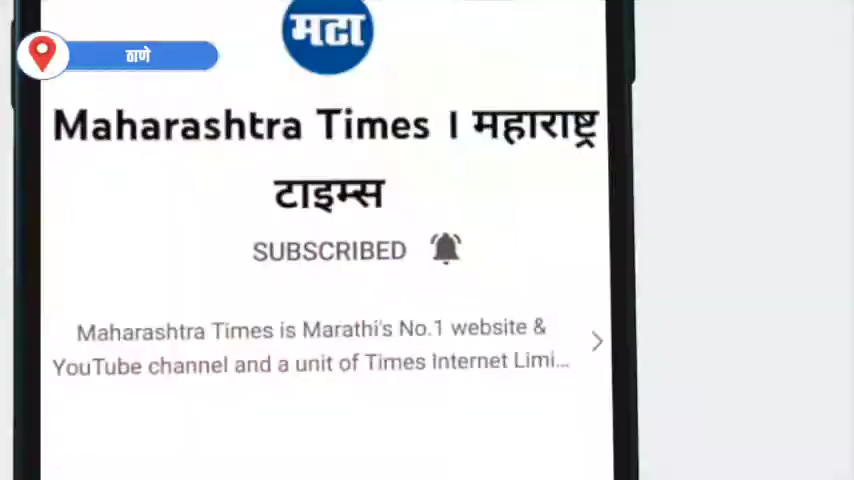 मटा
ठाणे
Maharashtra Times । महाराष्ट्र
टाइम्स
SUBSCRIBED
Maharashtra Times is Marathi's No.1 website &
YouTube channel and a unit of Times Internet Limi...